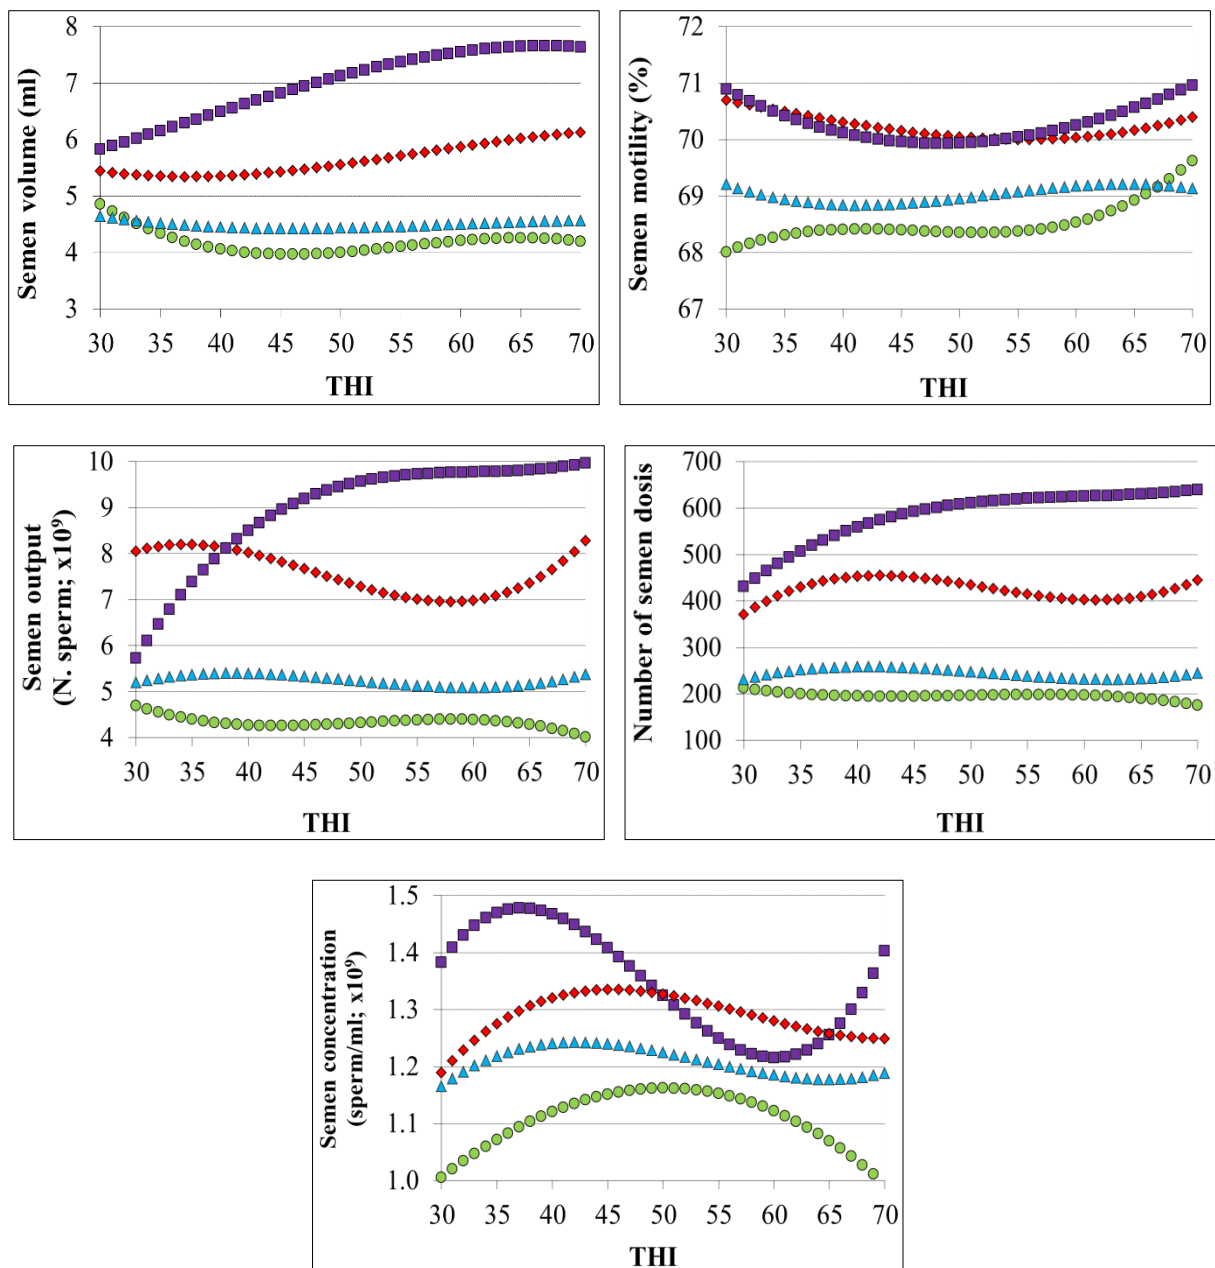 Semen volume (ml)
8
7
6
5
4
3
30 35 40 45 50 55 60 65 70
THI
Semen motility (%)
72
71
70
69
68
67
30 35 40 45 50 55 60 65 70
THI
Semen output
(N. sperm; x10⁹)
10
9
8
7
6
5
4
30 35 40 45 50 55 60 65 70
THI
Number of semen dosis
700
600
500
400
300
200
100
30 35 40 45 50 55 60 65 70
THI
Semen concentration
(sperm/ml; x10⁹)
1.5
1.4
1.3
1.2
1.1
1.0
30 35 40 45 50 55 60 65 70
THI